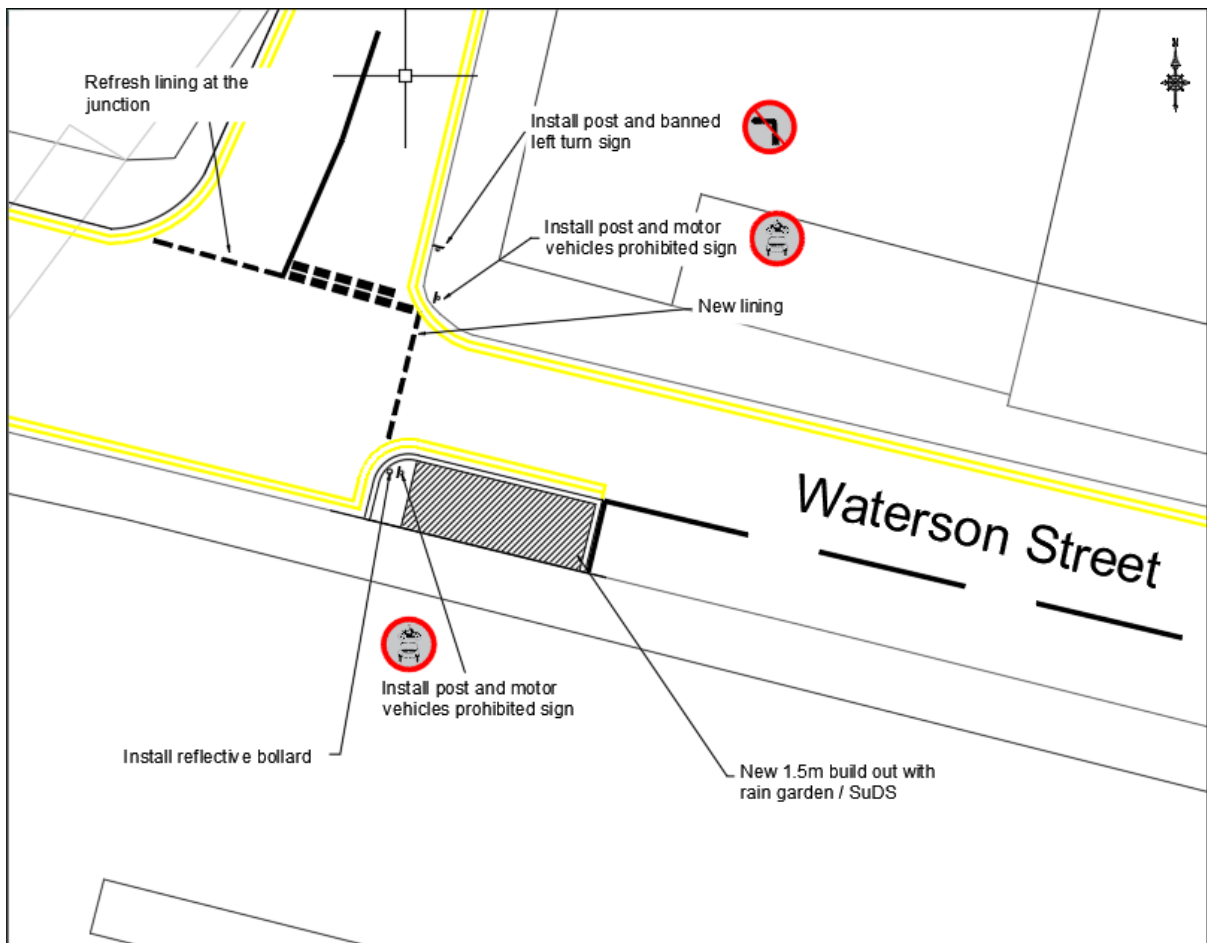 Refresh lining at the
junction
Install post and banned
left turn sign
Install post and motor
vehicles prohibited sign
New lining
Waterson Street
Install post and motor
vehicles prohibited sign
Install reflective bollard
New 1.5m build out with
rain garden / SuDS
N